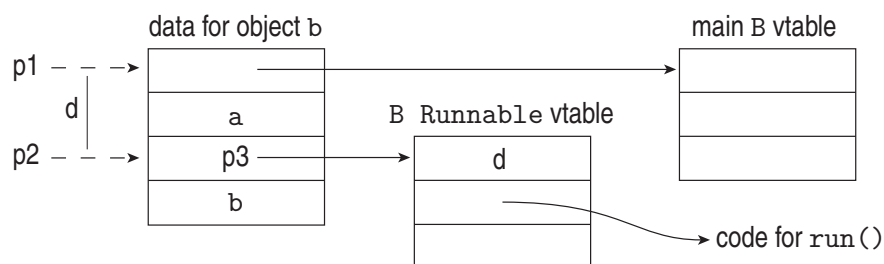 data for object b
main B vtable
p1
d
a
B Runnable vtable
p2
p3
d
b
code for run()